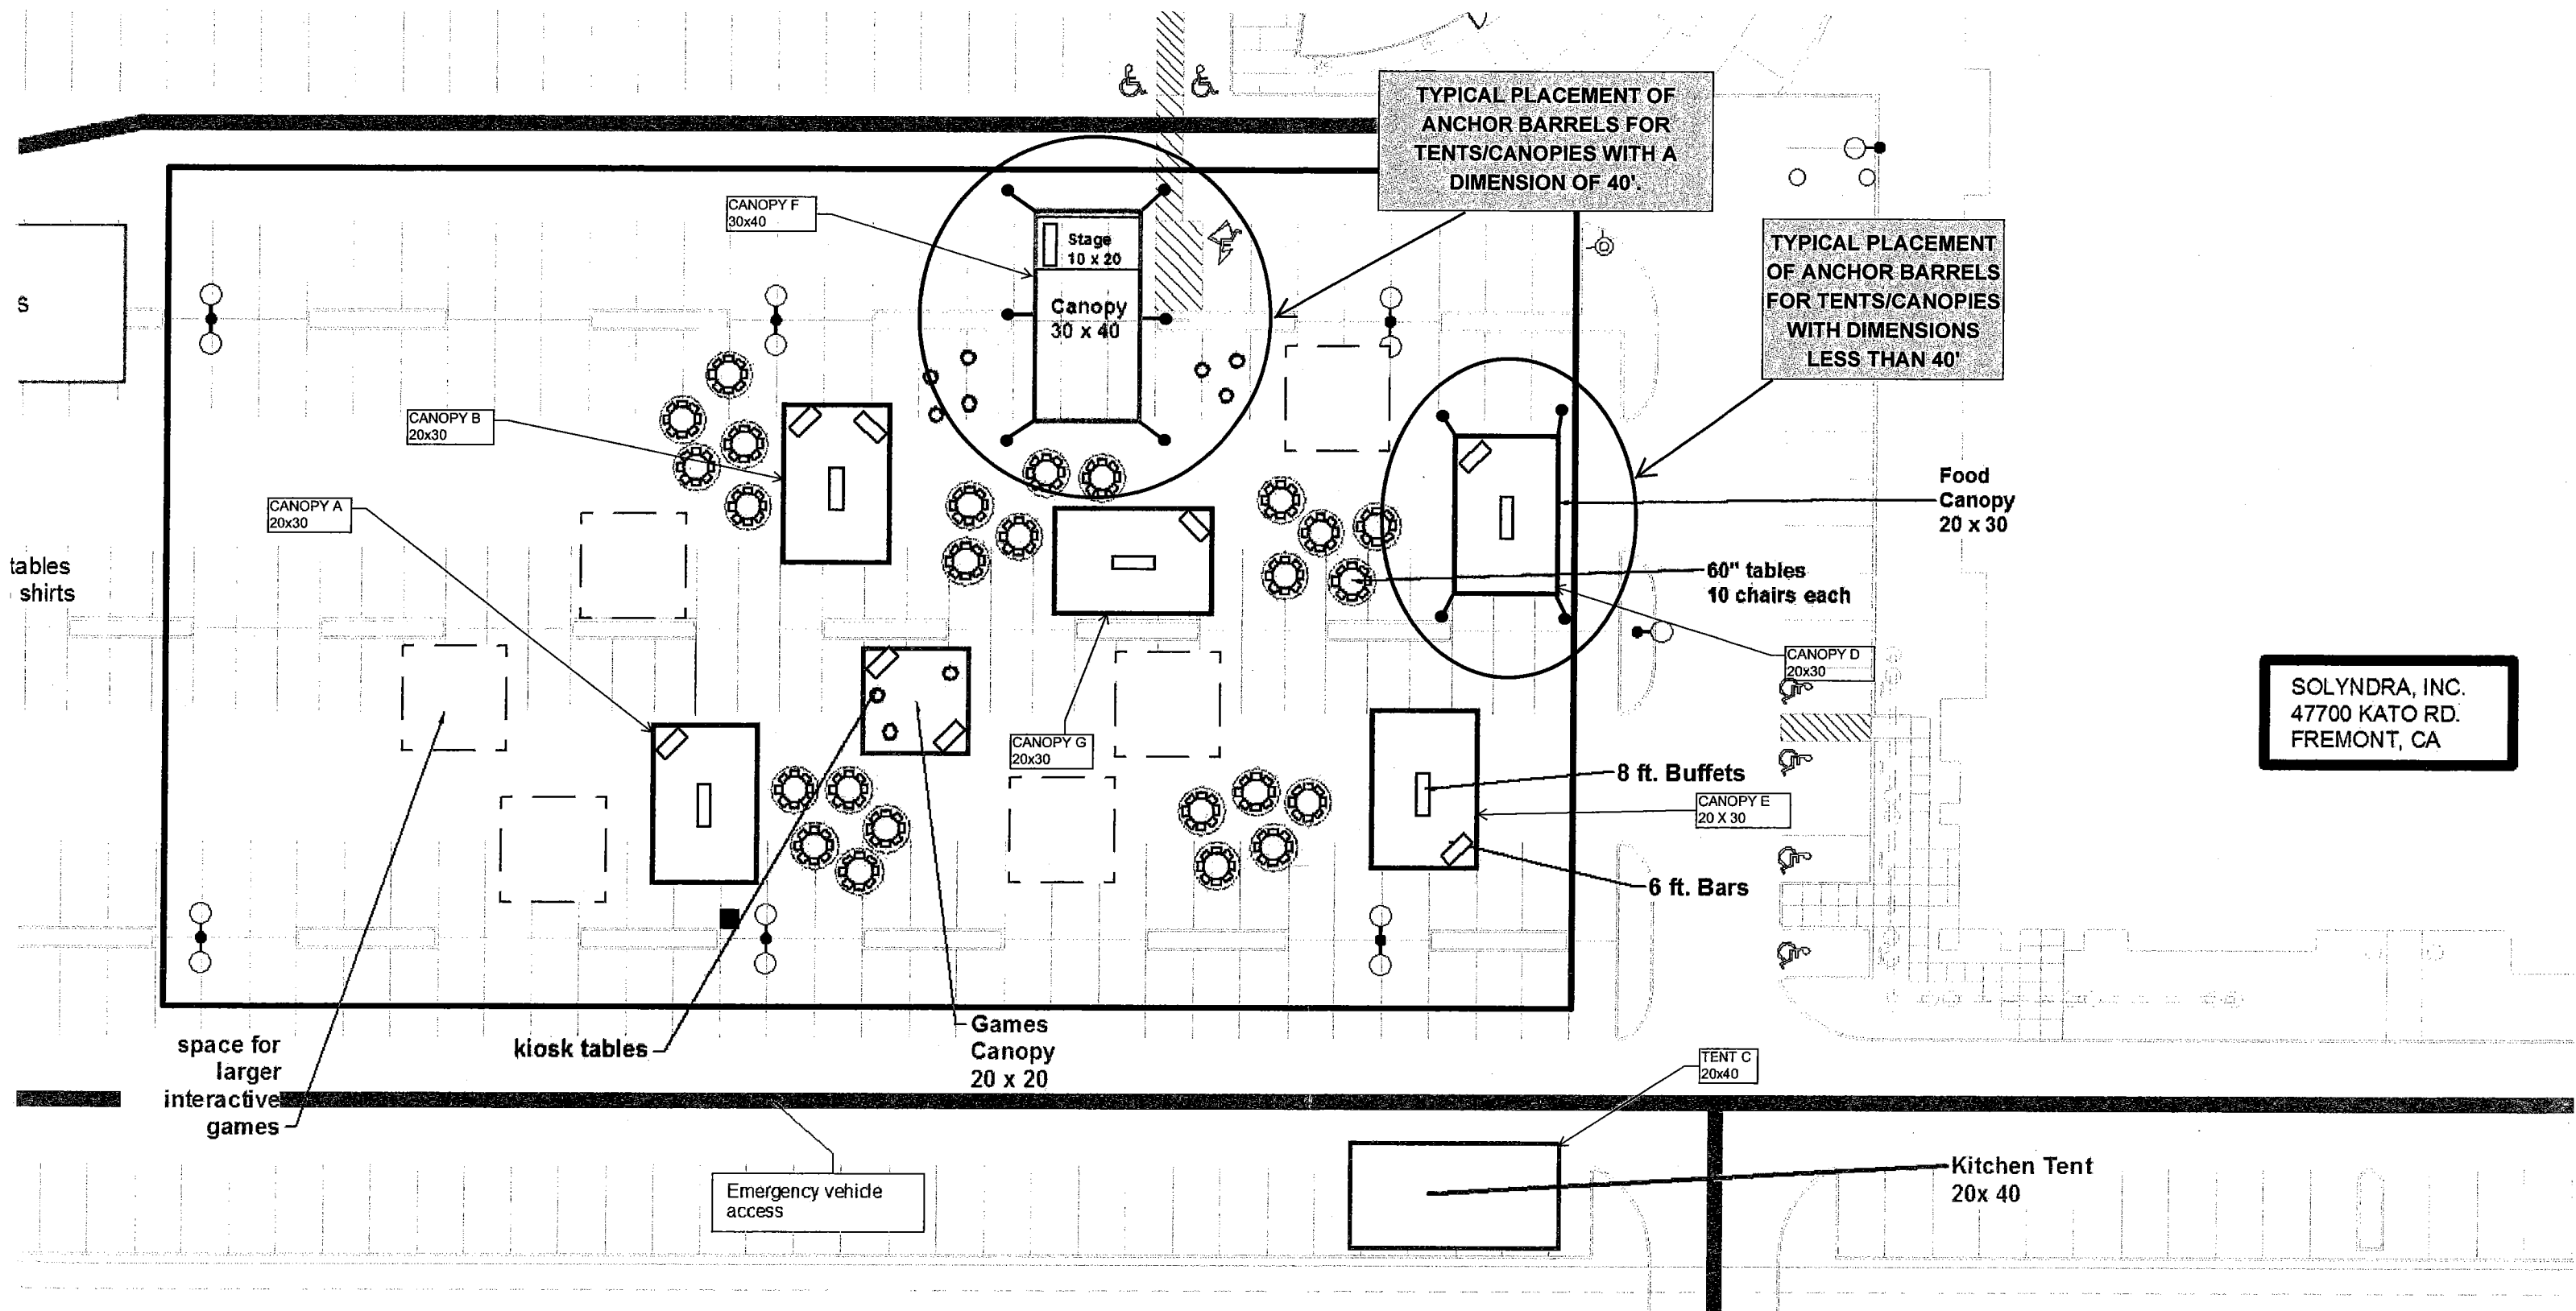 TYPICAL PLACEMENT OF
ANCHOR BARRELS FOR
TENTS/CANOPIES WITH A
DIMENSION OF 40'.
CANOPY F
30x40
Stage
10 x 20
Canopy
30 x 40
TYPICAL PLACEMENT
OF ANCHOR BARRELS
FOR TENTS/CANOPIES
WITH DIMENSIONS
LESS THAN 40'
S
CANOPY B
20x30
CANOPY A
20x30
Food
Canopy
20 x 30
tables
shirts
60" tables
10 chairs each
CANOPY D
20x30
SOLYNDRA, INC.
47700 KATO RD.
FREMONT, CA
CANOPY G
20x30
8 ft. Buffets
CANOPY E
20 X 30
6 ft. Bars
space for
larger
interactive
games
kiosk tables
Games
Canopy
20 x 20
TENT C
20x40
Emergency vehicle
access
Kitchen Tent
20x 40